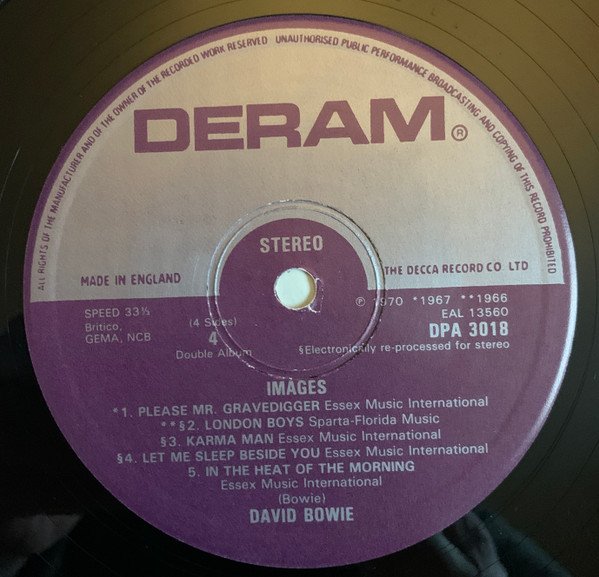 ALL RIGHTS OF THE MANUFACTURER AND OF THE OWNER OF THE RECORDED WORK RESERVED UNAUTHORISED PUBLIC PERFORMANCE BROADCASTING AND COPYING OF THIS RECORD PROHIBITED
DERAM®
STEREO
MADE IN ENGLAND
THE DECCA RECORD CO LTD
SPEED 33⅓
Britico,
GEMA, NCB
(4 Sides)
4
Double Album
℗ 1970 *1967 **1966
EAL 13560
DPA 3018
§Electronically re-processed for stereo
IMAGES
*1. PLEASE MR. GRAVEDIGGER Essex Music International
**§2. LONDON BOYS Sparta-Florida Music
§3. KARMA MAN Essex Music International
§4. LET ME SLEEP BESIDE YOU Essex Music International
5. IN THE HEAT OF THE MORNING
Essex Music International
(Bowie)
DAVID BOWIE